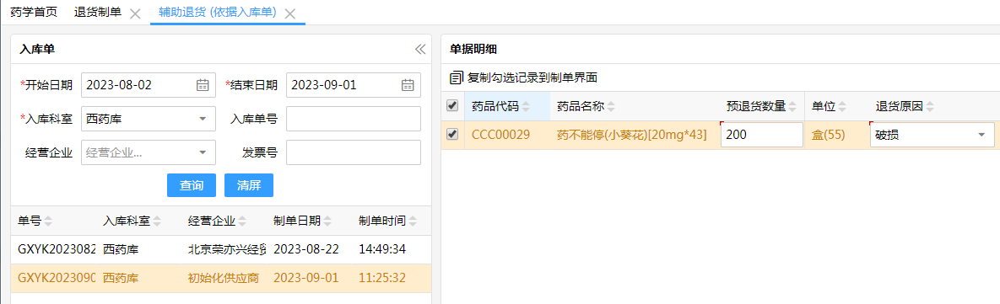 药学首页 退货制单 辅助退货 (依据入库单)
入库单
*开始日期 2023-08-02 *结束日期 2023-09-01
*入库科室 西药库 入库单号
经营企业 经营企业... 发票号
查询 清屏
单号 入库科室 经营企业 制单日期 制单时间
GXYK2023082 西药库 北京荣亦兴经贸 2023-08-22 14:49:34
GXYK2023090 西药库 初始化供应商 2023-09-01 11:25:32
单据明细
复制勾选记录到制单界面
药品代码 药品名称 预退货数量 单位 退货原因
CCC00029 药不能停(小葵花)[20mg*43] 200 盒(55) 破损